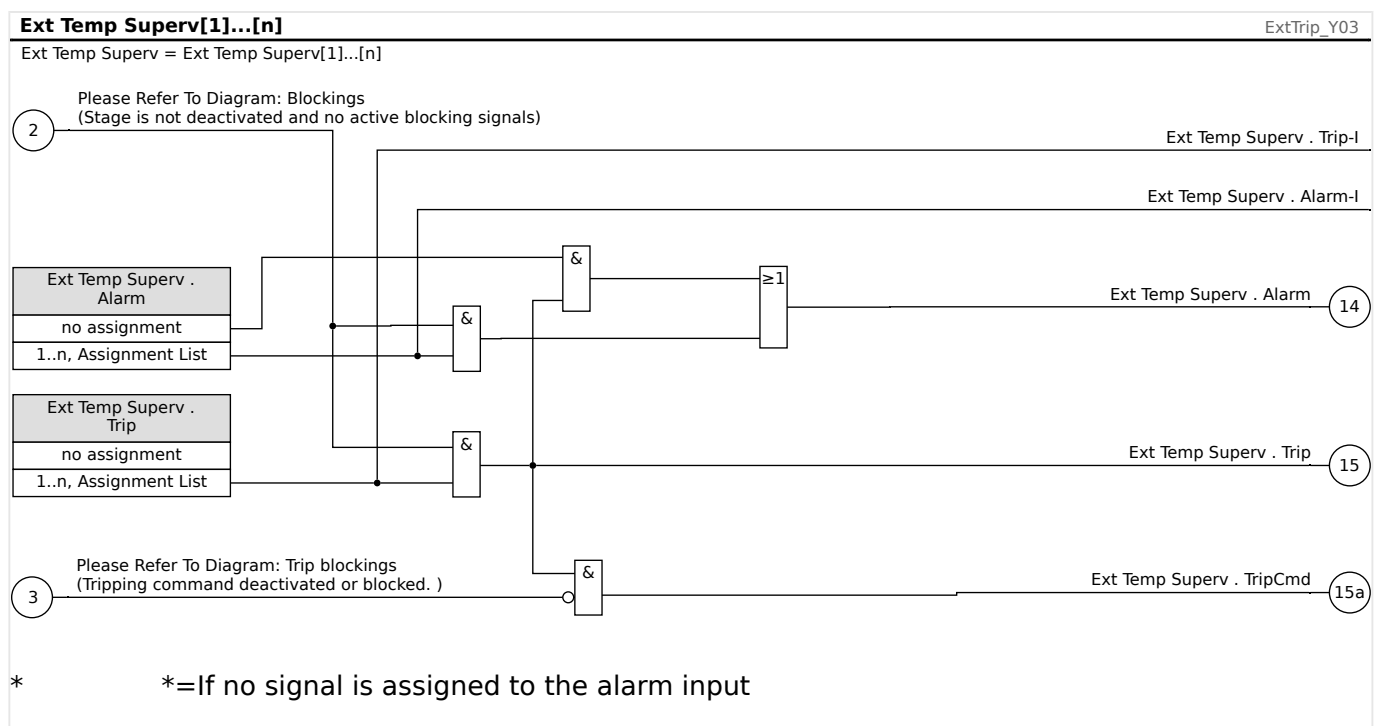 Ext Temp Superv[1]...[n]
ExtTrip_Y03
Ext Temp Superv = Ext Temp Superv[1]...[n]
Please Refer To Diagram: Blockings
(Stage is not deactivated and no active blocking signals)
2
Ext Temp Superv . Trip-I
Ext Temp Superv . Alarm-I
&
Ext Temp Superv .
Alarm
≥1
Ext Temp Superv . Alarm
14
no assignment
&
1..n, Assignment List
Ext Temp Superv .
Trip
&
no assignment
Ext Temp Superv . Trip
15
1..n, Assignment List
Please Refer To Diagram: Trip blockings
(Tripping command deactivated or blocked. )
3
&
Ext Temp Superv . TripCmd
15a
* *=If no signal is assigned to the alarm input